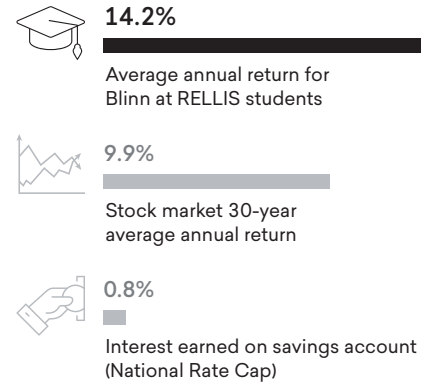 14.2%
Average annual return for
Blinn at RELLIS students
9.9%
Stock market 30-year
average annual return
0.8%
Interest earned on savings account
(National Rate Cap)